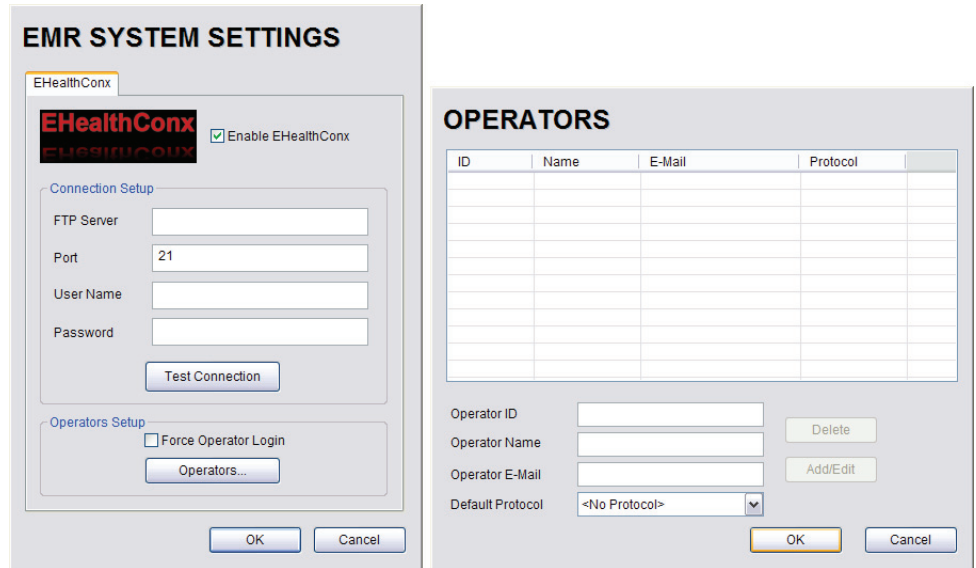 EMR SYSTEM SETTINGS
EHealthConx
EHealthConx
Enable EHealthConx
Connection Setup
FTP Server
Port 21
User Name
Password
Test Connection
Operators Setup
Force Operator Login
Operators...
OK Cancel
OPERATORS
ID Name E-Mail Protocol
Operator ID
Operator Name
Operator E-Mail
Default Protocol <No Protocol>
Delete
Add/Edit
OK Cancel